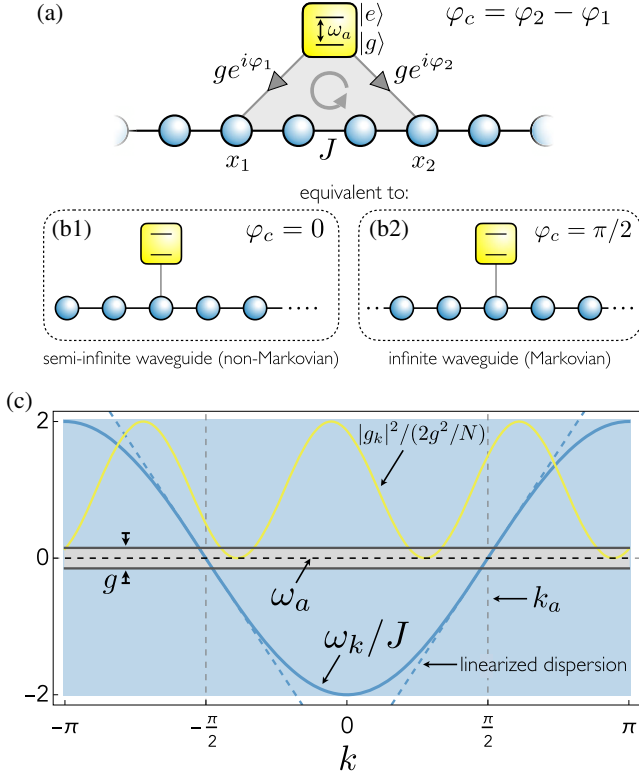 (a)
|e⟩
ω_a
|g⟩
φ_c = φ_2 − φ_1
ge^{iφ_1}
ge^{iφ_2}
x_1
J
x_2
equivalent to:
(b1)
φ_c = 0
semi-infinite waveguide (non-Markovian)
(b2)
φ_c = π/2
infinite waveguide (Markovian)
(c)
2
0
−2
|g_k|^2/(2g^2/N)
g
ω_a
k_a
ω_k/J
linearized dispersion
−π
−π/2
0
π/2
π
k